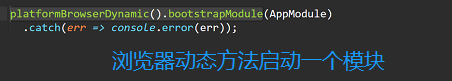 platformBrowserDynamic().bootstrapModule(AppModule)
  .catch(err => console.error(err));
浏览器动态方法启动一个模块